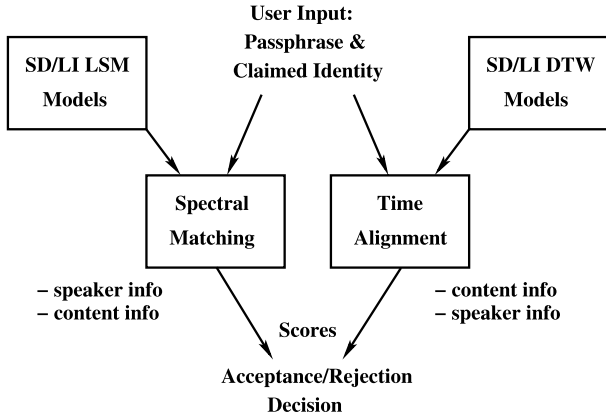 User Input:
Passphrase &
Claimed Identity
SD/LI LSM
Models
SD/LI DTW
Models
Spectral
Matching
Time
Alignment
– speaker info
– content info
– content info
– speaker info
Scores
Acceptance/Rejection
Decision